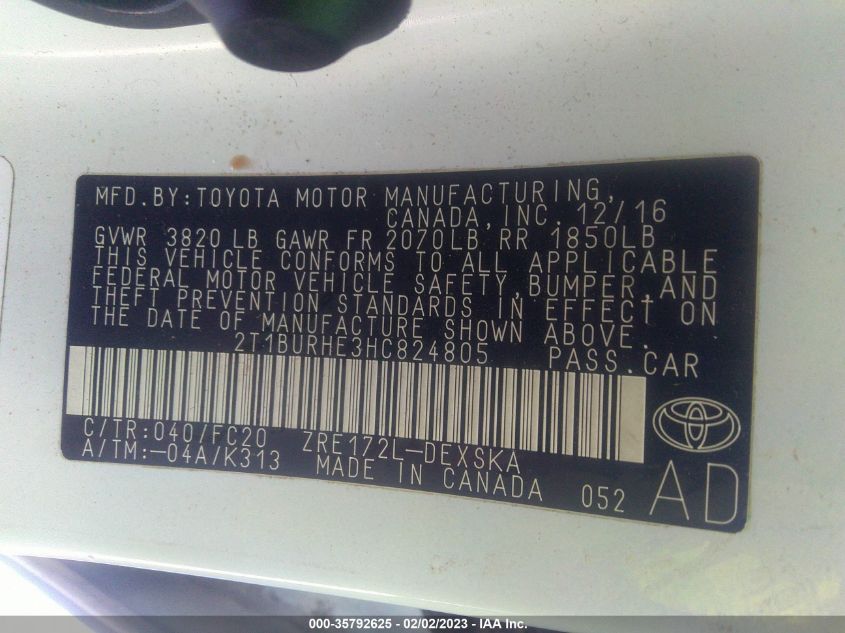 MFD.BY:TOYOTA MOTOR MANUFACTURING,
CANADA,INC. 12/16
GVWR 3820 LB GAWR FR 2070LB RR 1850LB
THIS VEHICLE CONFORMS TO ALL APPLICABLE
FEDERAL MOTOR VEHICLE SAFETY,BUMPER,AND
THEFT PREVENTION STANDARDS IN EFFECT ON
THE DATE OF MANUFACTURE SHOWN ABOVE.
2T1BURHE3HC824805 PASS.CAR
C/TR:040/FC20 ZRE172L-DEXSKA
A/TM:-04A/K313 MADE IN CANADA 052 AD
000-35792625 - 02/02/2023 - IAA Inc.